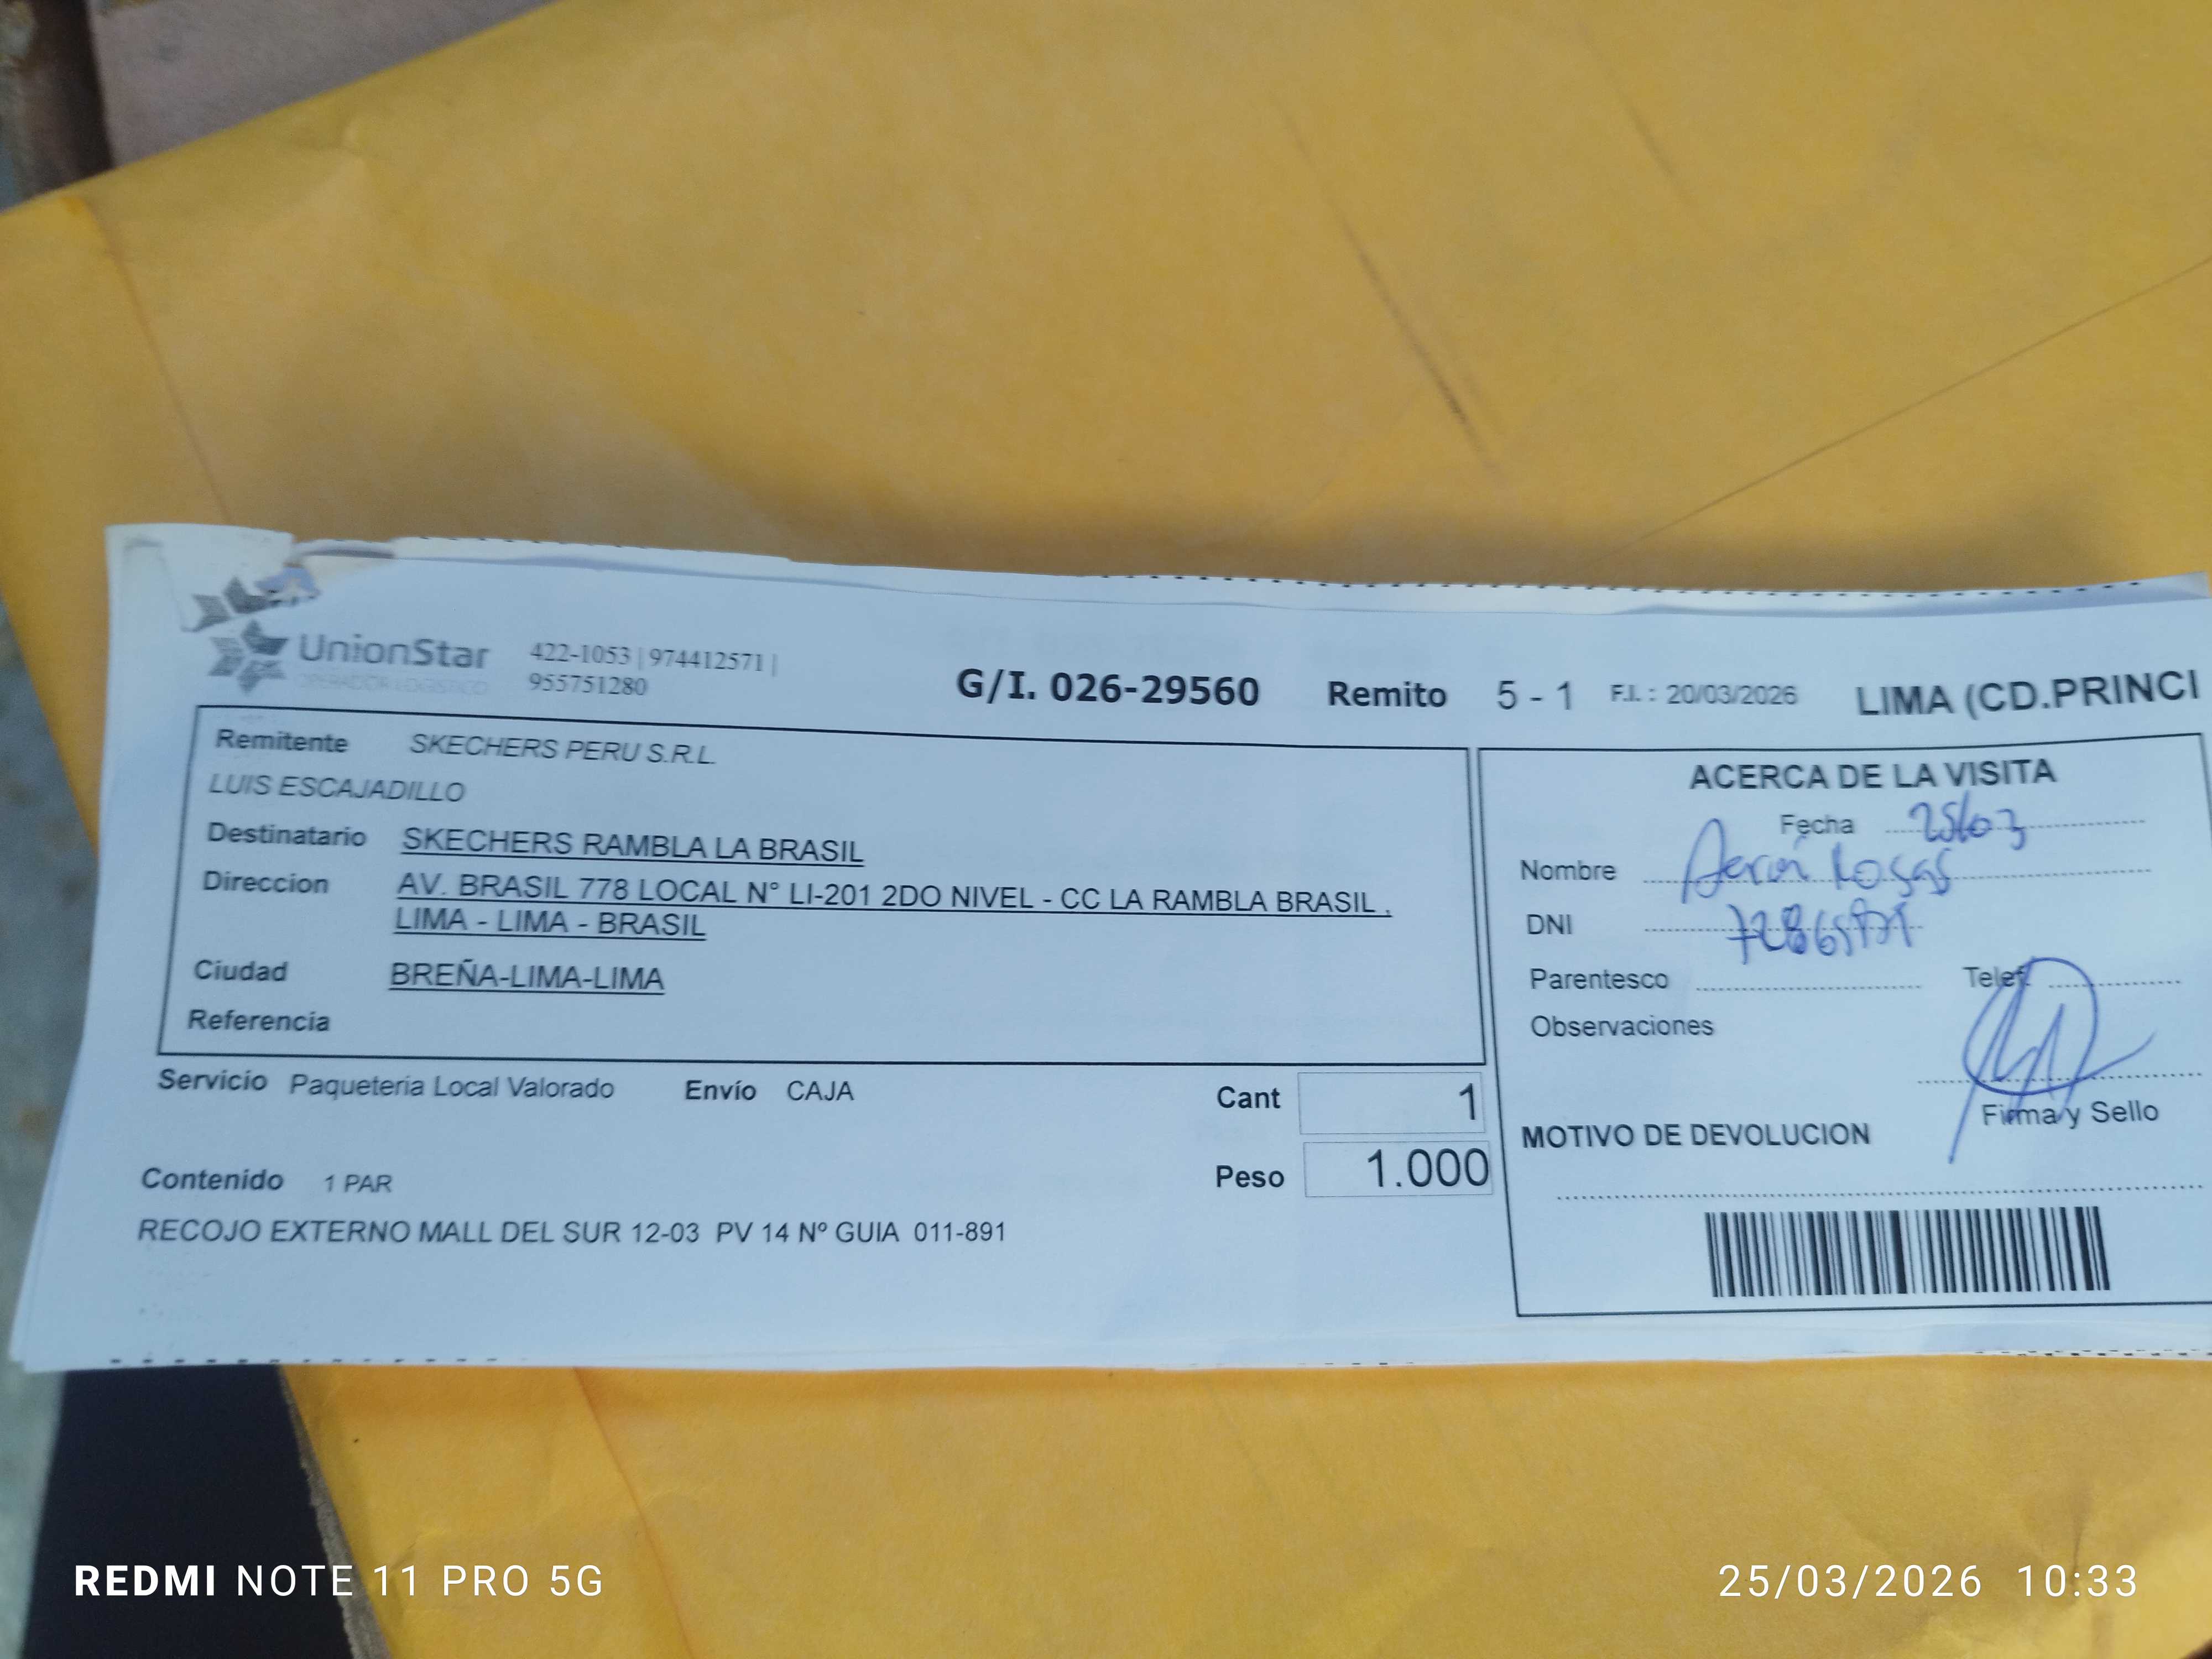 UnionStar
OPERADOR LOGISTICO
422-1053 | 974412571 |
955751280
G/I. 026-29560 Remito 5 - 1 F.I. : 20/03/2026 LIMA (CD.PRINCI
Remitente SKECHERS PERU S.R.L.
LUIS ESCAJADILLO
Destinatario SKECHERS RAMBLA LA BRASIL
Direccion AV. BRASIL 778 LOCAL N° LI-201 2DO NIVEL - CC LA RAMBLA BRASIL ,
LIMA - LIMA - BRASIL
Ciudad BREÑA-LIMA-LIMA
Referencia
Servicio Paqueteria Local Valorado Envío CAJA
Cant 1
Peso 1.000
Contenido 1 PAR
RECOJO EXTERNO MALL DEL SUR 12-03 PV 14 Nº GUIA 011-891
ACERCA DE LA VISITA
Fecha 25/03
Nombre Rosas
DNI
Parentesco Telef.
Observaciones
Firma y Sello
MOTIVO DE DEVOLUCION
REDMI NOTE 11 PRO 5G
25/03/2026 10:33